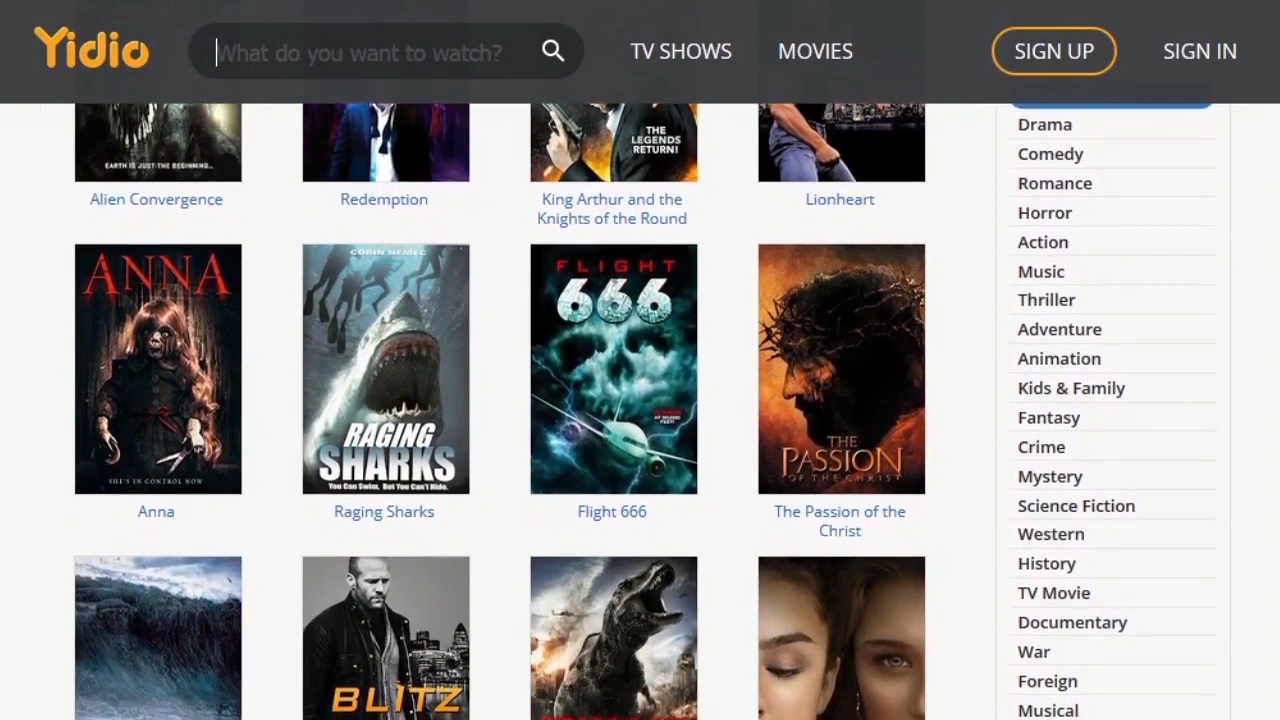 Yidio
What do you want to watch?
TV SHOWS
MOVIES
SIGN UP
SIGN IN
EARTH IS JUST THE BEGINNING...
THE
LEGENDS
RETURN!
Alien Convergence
Redemption
King Arthur and the
Knights of the Round
Lionheart
ANNA
SHE'S IN CONTROL NOW
CORIN NEMEC
RAGING
SHARKS
You Can Swim, But You Can't Hide.
FLIGHT
666
THE
PASSION
OF THE CHRIST
Anna
Raging Sharks
Flight 666
The Passion of the
Christ
BLITZ
Drama
Comedy
Romance
Horror
Action
Music
Thriller
Adventure
Animation
Kids & Family
Fantasy
Crime
Mystery
Science Fiction
Western
History
TV Movie
Documentary
War
Foreign
Musical